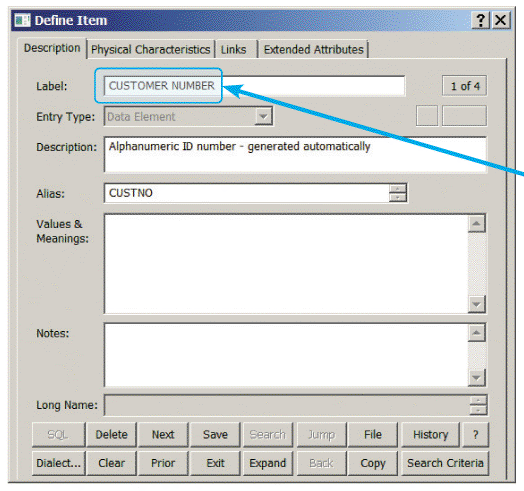 Define Item
Description Physical Characteristics Links Extended Attributes
Label: CUSTOMER NUMBER 1 of 4
Entry Type: Data Element
Description: Alphanumeric ID number - generated automatically
Alias: CUSTNO
Values &
Meanings:
Notes:
Long Name:
SQL Delete Next Save Search Jump File History ?
Dialect... Clear Prior Exit Expand Back Copy Search Criteria